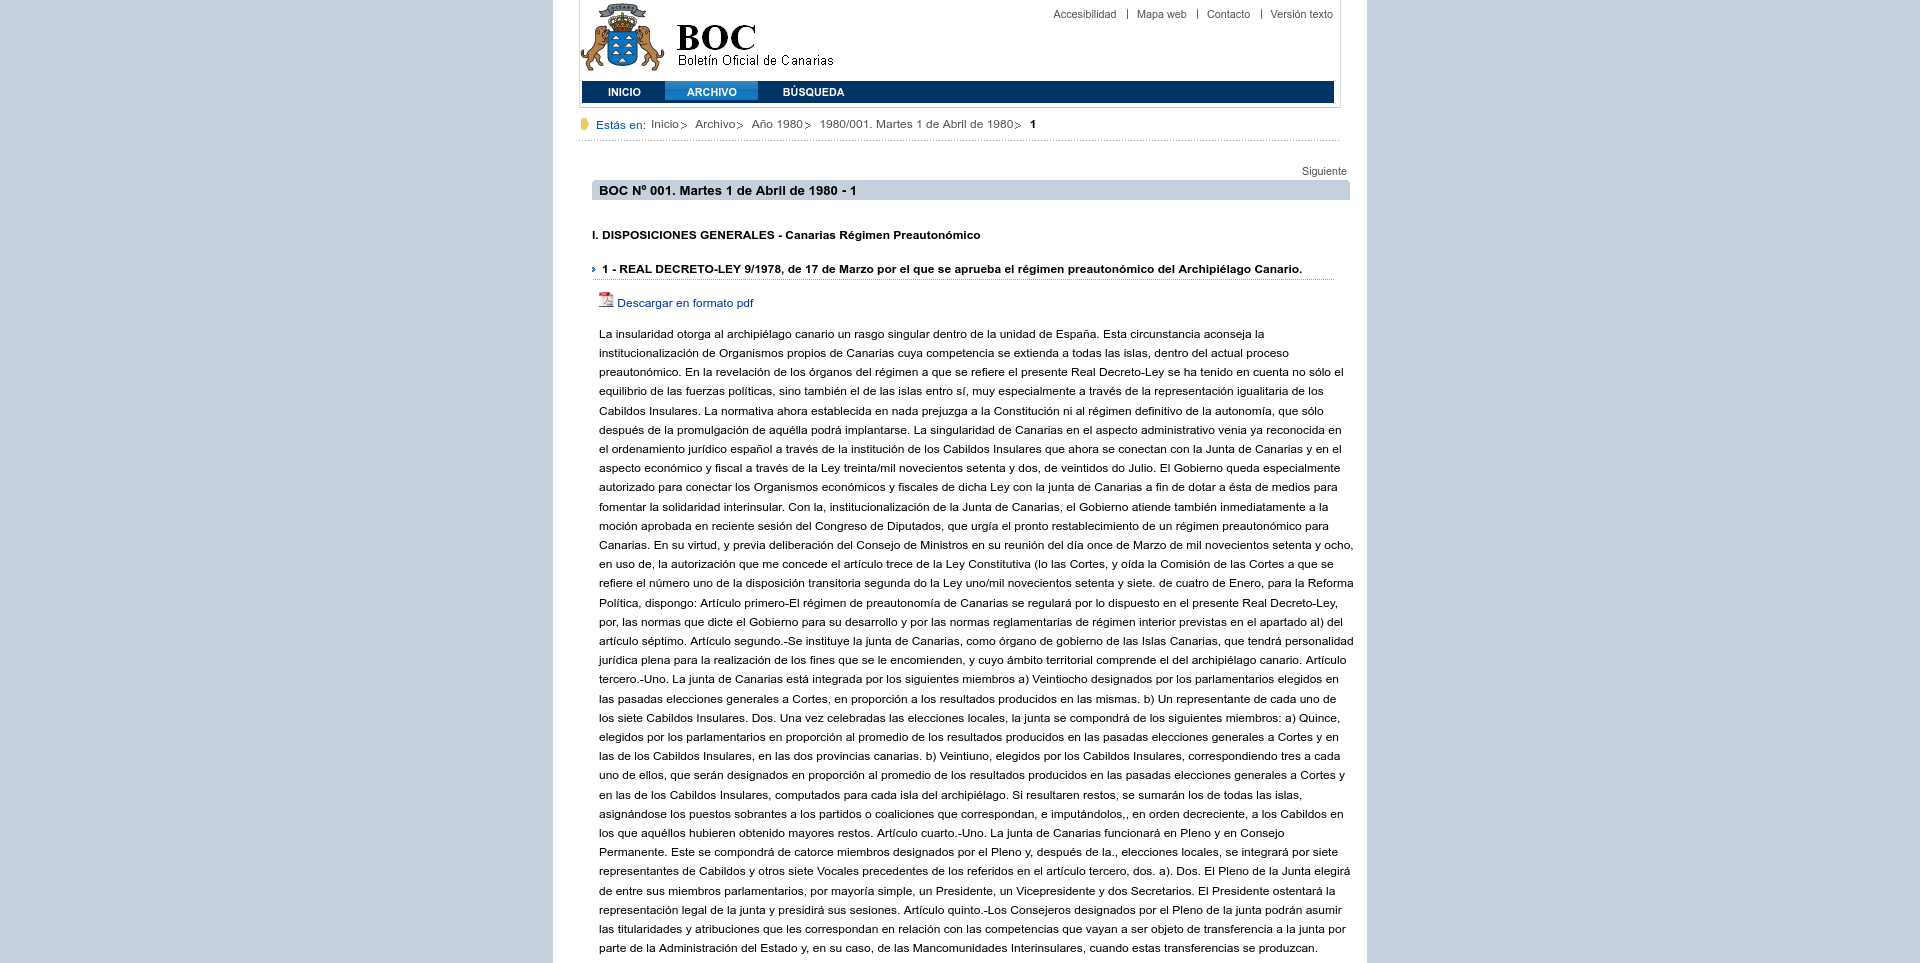 Accesibilidad | Mapa web | Contacto | Versión texto
BOC
Boletín Oficial de Canarias
INICIO ARCHIVO BÚSQUEDA
Estás en: Inicio> Archivo> Año 1980> 1980/001. Martes 1 de Abril de 1980> 1
Siguiente
BOC Nº 001. Martes 1 de Abril de 1980 - 1
I. DISPOSICIONES GENERALES - Canarias Régimen Preautonómico
1 - REAL DECRETO-LEY 9/1978, de 17 de Marzo por el que se aprueba el régimen preautonómico del Archipiélago Canario.
Descargar en formato pdf
La insularidad otorga al archipiélago canario un rasgo singular dentro de la unidad de España. Esta circunstancia aconseja la
institucionalización de Organismos propios de Canarias cuya competencia se extienda a todas las islas, dentro del actual proceso
preautonómico. En la revelación de los órganos del régimen a que se refiere el presente Real Decreto-Ley se ha tenido en cuenta no sólo el
equilibrio de las fuerzas políticas, sino también el de las islas entro sí, muy especialmente a través de la representación igualitaria de los
Cabildos Insulares. La normativa ahora establecida en nada prejuzga a la Constitución ni al régimen definitivo de la autonomía, que sólo
después de la promulgación de aquélla podrá implantarse. La singularidad de Canarias en el aspecto administrativo venia ya reconocida en
el ordenamiento jurídico español a través de la institución de los Cabildos Insulares que ahora se conectan con la Junta de Canarias y en el
aspecto económico y fiscal a través de la Ley treinta/mil novecientos setenta y dos, de veintidos do Julio. El Gobierno queda especialmente
autorizado para conectar los Organismos económicos y fiscales de dicha Ley con la junta de Canarias a fin de dotar a ésta de medios para
fomentar la solidaridad interinsular. Con la, institucionalización de la Junta de Canarias, el Gobierno atiende también inmediatamente a la
moción aprobada en reciente sesión del Congreso de Diputados, que urgía el pronto restablecimiento de un régimen preautonómico para
Canarias. En su virtud, y previa deliberación del Consejo de Ministros en su reunión del día once de Marzo de mil novecientos setenta y ocho,
en uso de, la autorización que me concede el artículo trece de la Ley Constitutiva (lo las Cortes, y oída la Comisión de las Cortes a que se
refiere el número uno de la disposición transitoria segunda do la Ley uno/mil novecientos setenta y siete. de cuatro de Enero, para la Reforma
Política, dispongo: Artículo primero-El régimen de preautonomía de Canarias se regulará por lo dispuesto en el presente Real Decreto-Ley,
por, las normas que dicte el Gobierno para su desarrollo y por las normas reglamentarias de régimen interior previstas en el apartado al) del
artículo séptimo. Artículo segundo.-Se instituye la junta de Canarias, como órgano de gobierno de las Islas Canarias, que tendrá personalidad
jurídica plena para la realización de los fines que se le encomienden, y cuyo ámbito territorial comprende el del archipiélago canario. Artículo
tercero.-Uno. La junta de Canarias está integrada por los siguientes miembros a) Veintiocho designados por los parlamentarios elegidos en
las pasadas elecciones generales a Cortes, en proporción a los resultados producidos en las mismas. b) Un representante de cada uno de
los siete Cabildos Insulares. Dos. Una vez celebradas las elecciones locales, la junta se compondrá de los siguientes miembros: a) Quince,
elegidos por los parlamentarios en proporción al promedio de los resultados producidos en las pasadas elecciones generales a Cortes y en
las de los Cabildos Insulares, en las dos provincias canarias. b) Veintiuno, elegidos por los Cabildos Insulares, correspondiendo tres a cada
uno de ellos, que serán designados en proporción al promedio de los resultados producidos en las pasadas elecciones generales a Cortes y
en las de los Cabildos Insulares, computados para cada isla del archipiélago. Si resultaren restos, se sumarán los de todas las islas,
asignándose los puestos sobrantes a los partidos o coaliciones que correspondan, e imputándolos,, en orden decreciente, a los Cabildos en
los que aquéllos hubieren obtenido mayores restos. Artículo cuarto.-Uno. La junta de Canarias funcionará en Pleno y en Consejo
Permanente. Este se compondrá de catorce miembros designados por el Pleno y, después de la., elecciones locales, se integrará por siete
representantes de Cabildos y otros siete Vocales precedentes de los referidos en el artículo tercero, dos. a). Dos. El Pleno de la Junta elegirá
de entre sus miembros parlamentarios, por mayoría simple, un Presidente, un Vicepresidente y dos Secretarios. El Presidente ostentará la
representación legal de la junta y presidirá sus sesiones. Artículo quinto.-Los Consejeros designados por el Pleno de la junta podrán asumir
las titularidades y atribuciones que les correspondan en relación con las competencias que vayan a ser objeto de transferencia a la junta por
parte de la Administración del Estado y, en su caso, de las Mancomunidades Interinsulares, cuando estas transferencias se produzcan.